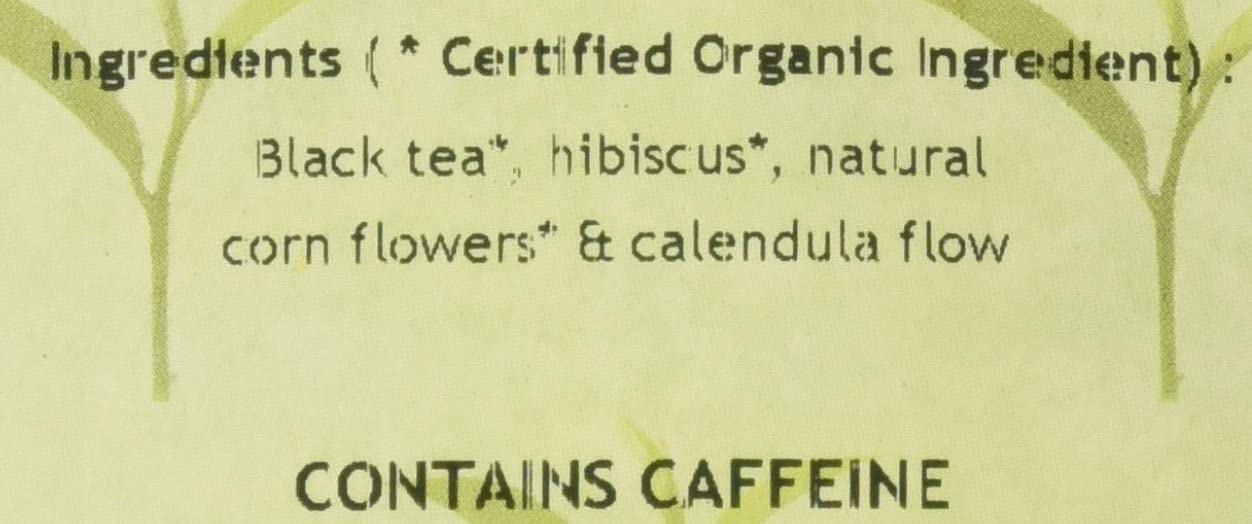 Ingredients ( * Certified Organic Ingredient) :
Black tea*, hibiscus*, natural
corn flowers* & calendula flow
CONTAINS CAFFEINE